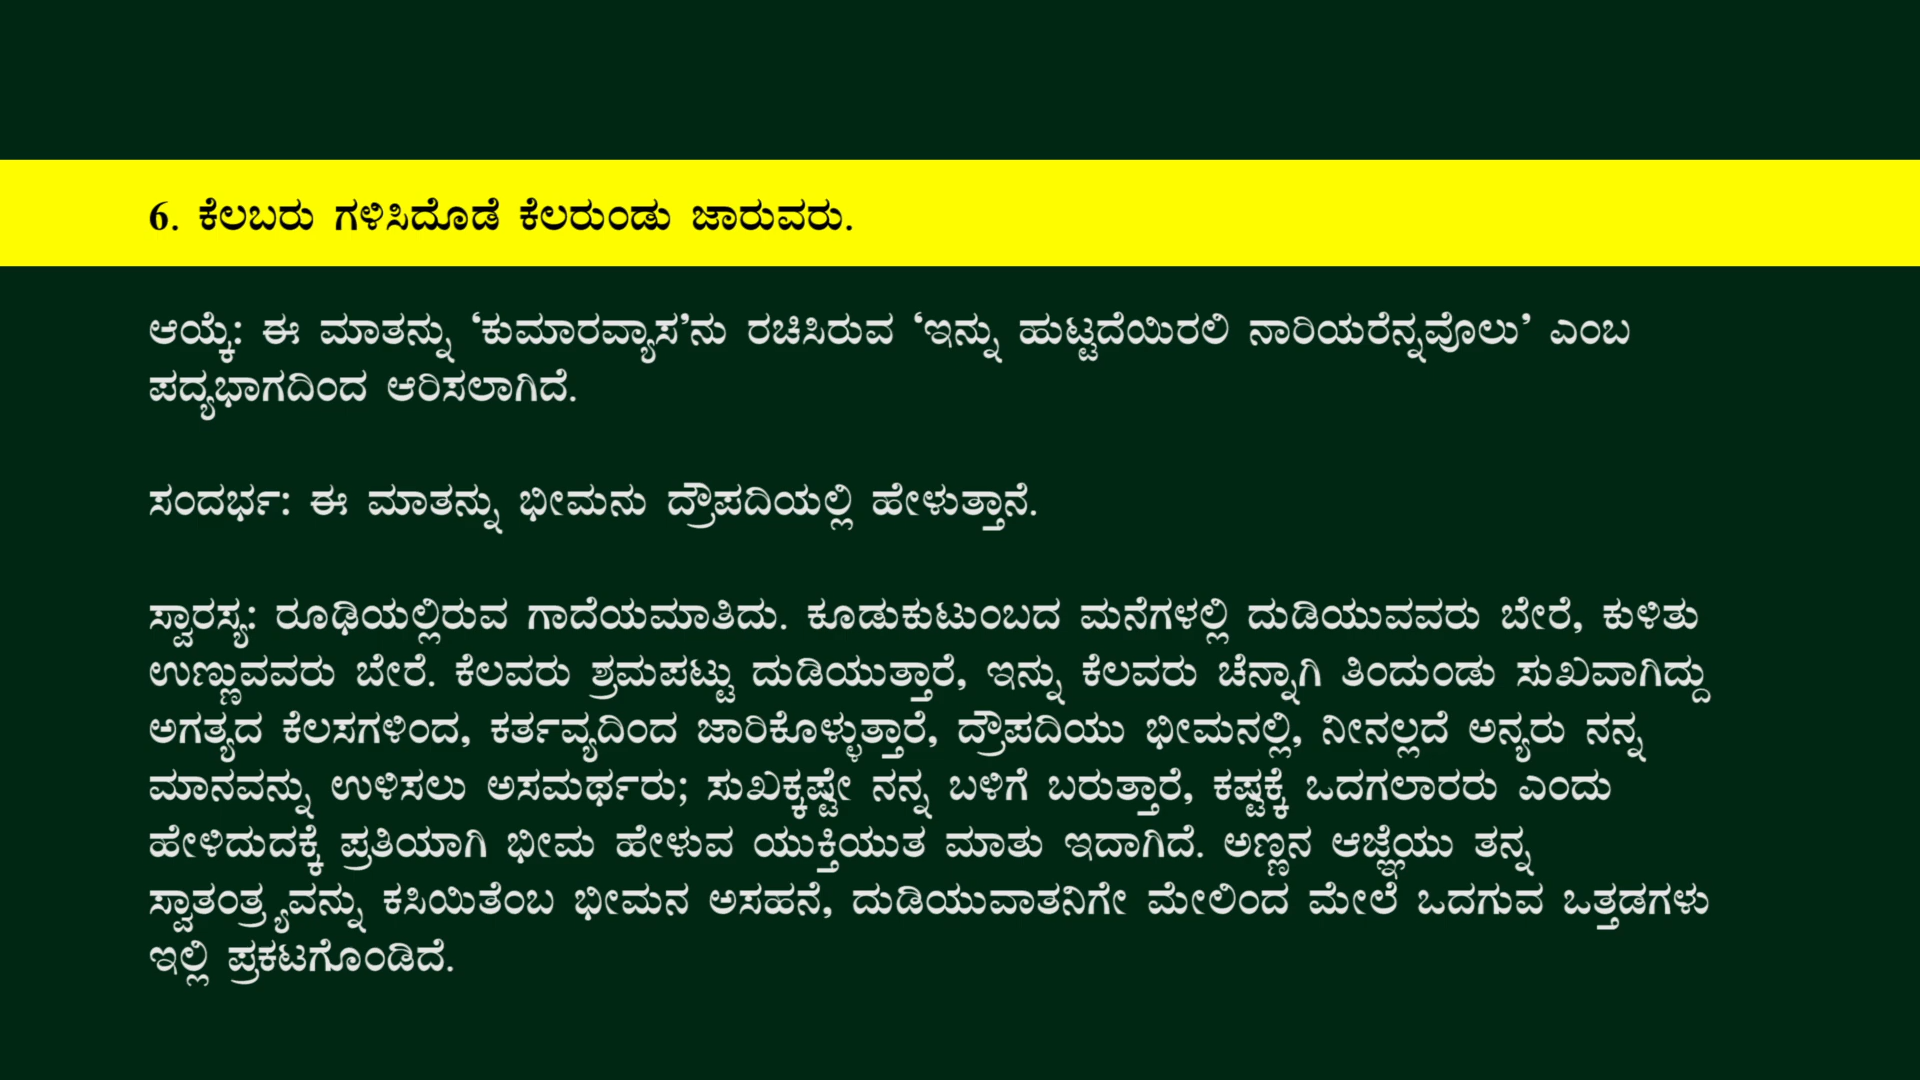 6. ಕೆಲಬರು ಗಳಿಸಿದೊಡೆ ಕೆಲರುಂಡು ಜಾರುವರು.
ಆಯ್ಕೆ: ಈ ಮಾತನ್ನು ‘ಕುಮಾರವ್ಯಾಸ’ನು ರಚಿಸಿರುವ ‘ಇನ್ನು ಹುಟ್ಟದೆಯಿರಲಿ ನಾರಿಯರೆನ್ನವೊಲು’ ಎಂಬ
ಪದ್ಯಭಾಗದಿಂದ ಆರಿಸಲಾಗಿದೆ.
ಸಂದರ್ಭ: ಈ ಮಾತನ್ನು ಭೀಮನು ದ್ರೌಪದಿಯಲ್ಲಿ ಹೇಳುತ್ತಾನೆ.
ಸ್ವಾರಸ್ಯ: ರೂಢಿಯಲ್ಲಿರುವ ಗಾದೆಯಮಾತಿದು. ಕೂಡುಕುಟುಂಬದ ಮನೆಗಳಲ್ಲಿ ದುಡಿಯುವವರು ಬೇರೆ, ಕುಳಿತು
ಉಣ್ಣುವವರು ಬೇರೆ. ಕೆಲವರು ಶ್ರಮಪಟ್ಟು ದುಡಿಯುತ್ತಾರೆ, ಇನ್ನು ಕೆಲವರು ಚೆನ್ನಾಗಿ ತಿಂದುಂಡು ಸುಖವಾಗಿದ್ದು
ಅಗತ್ಯದ ಕೆಲಸಗಳಿಂದ, ಕರ್ತವ್ಯದಿಂದ ಜಾರಿಕೊಳ್ಳುತ್ತಾರೆ, ದ್ರೌಪದಿಯು ಭೀಮನಲ್ಲಿ, ನೀನಲ್ಲದೆ ಅನ್ಯರು ನನ್ನ
ಮಾನವನ್ನು ಉಳಿಸಲು ಅಸಮರ್ಥರು; ಸುಖಕ್ಕಷ್ಟೇ ನನ್ನ ಬಳಿಗೆ ಬರುತ್ತಾರೆ, ಕಷ್ಟಕ್ಕೆ ಒದಗಲಾರರು ಎಂದು
ಹೇಳಿದುದಕ್ಕೆ ಪ್ರತಿಯಾಗಿ ಭೀಮ ಹೇಳುವ ಯುಕ್ತಿಯುತ ಮಾತು ಇದಾಗಿದೆ. ಅಣ್ಣನ ಆಜ್ಞೆಯು ತನ್ನ
ಸ್ವಾತಂತ್ರ್ಯವನ್ನು ಕಸಿಯಿತೆಂಬ ಭೀಮನ ಅಸಹನೆ, ದುಡಿಯುವಾತನಿಗೇ ಮೇಲಿಂದ ಮೇಲೆ ಒದಗುವ ಒತ್ತಡಗಳು
ಇಲ್ಲಿ ಪ್ರಕಟಗೊಂಡಿದೆ.